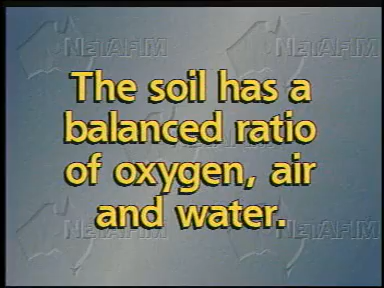 NETAFIM
NETAFIM
The soil has a
balanced ratio
of oxygen, air
and water.
NETAFIM
NETAFIM